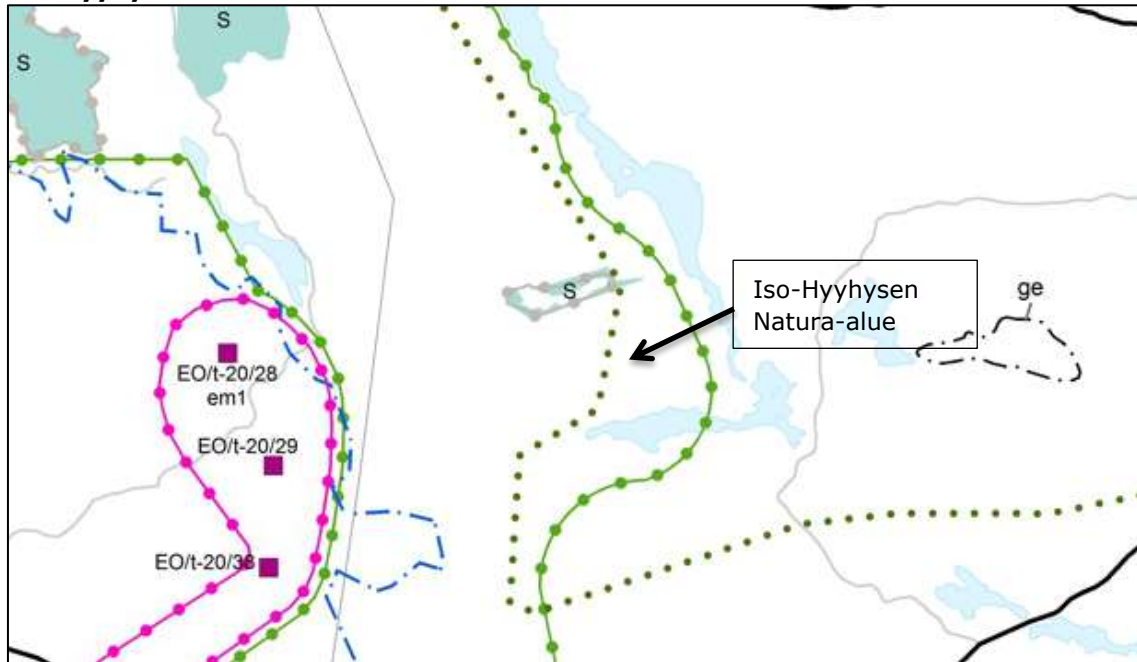 S
S
S
Iso-Hyyhysen
Natura-alue
ge
EO/t-20/28
em1
EO/t-20/29
EO/t-20/38